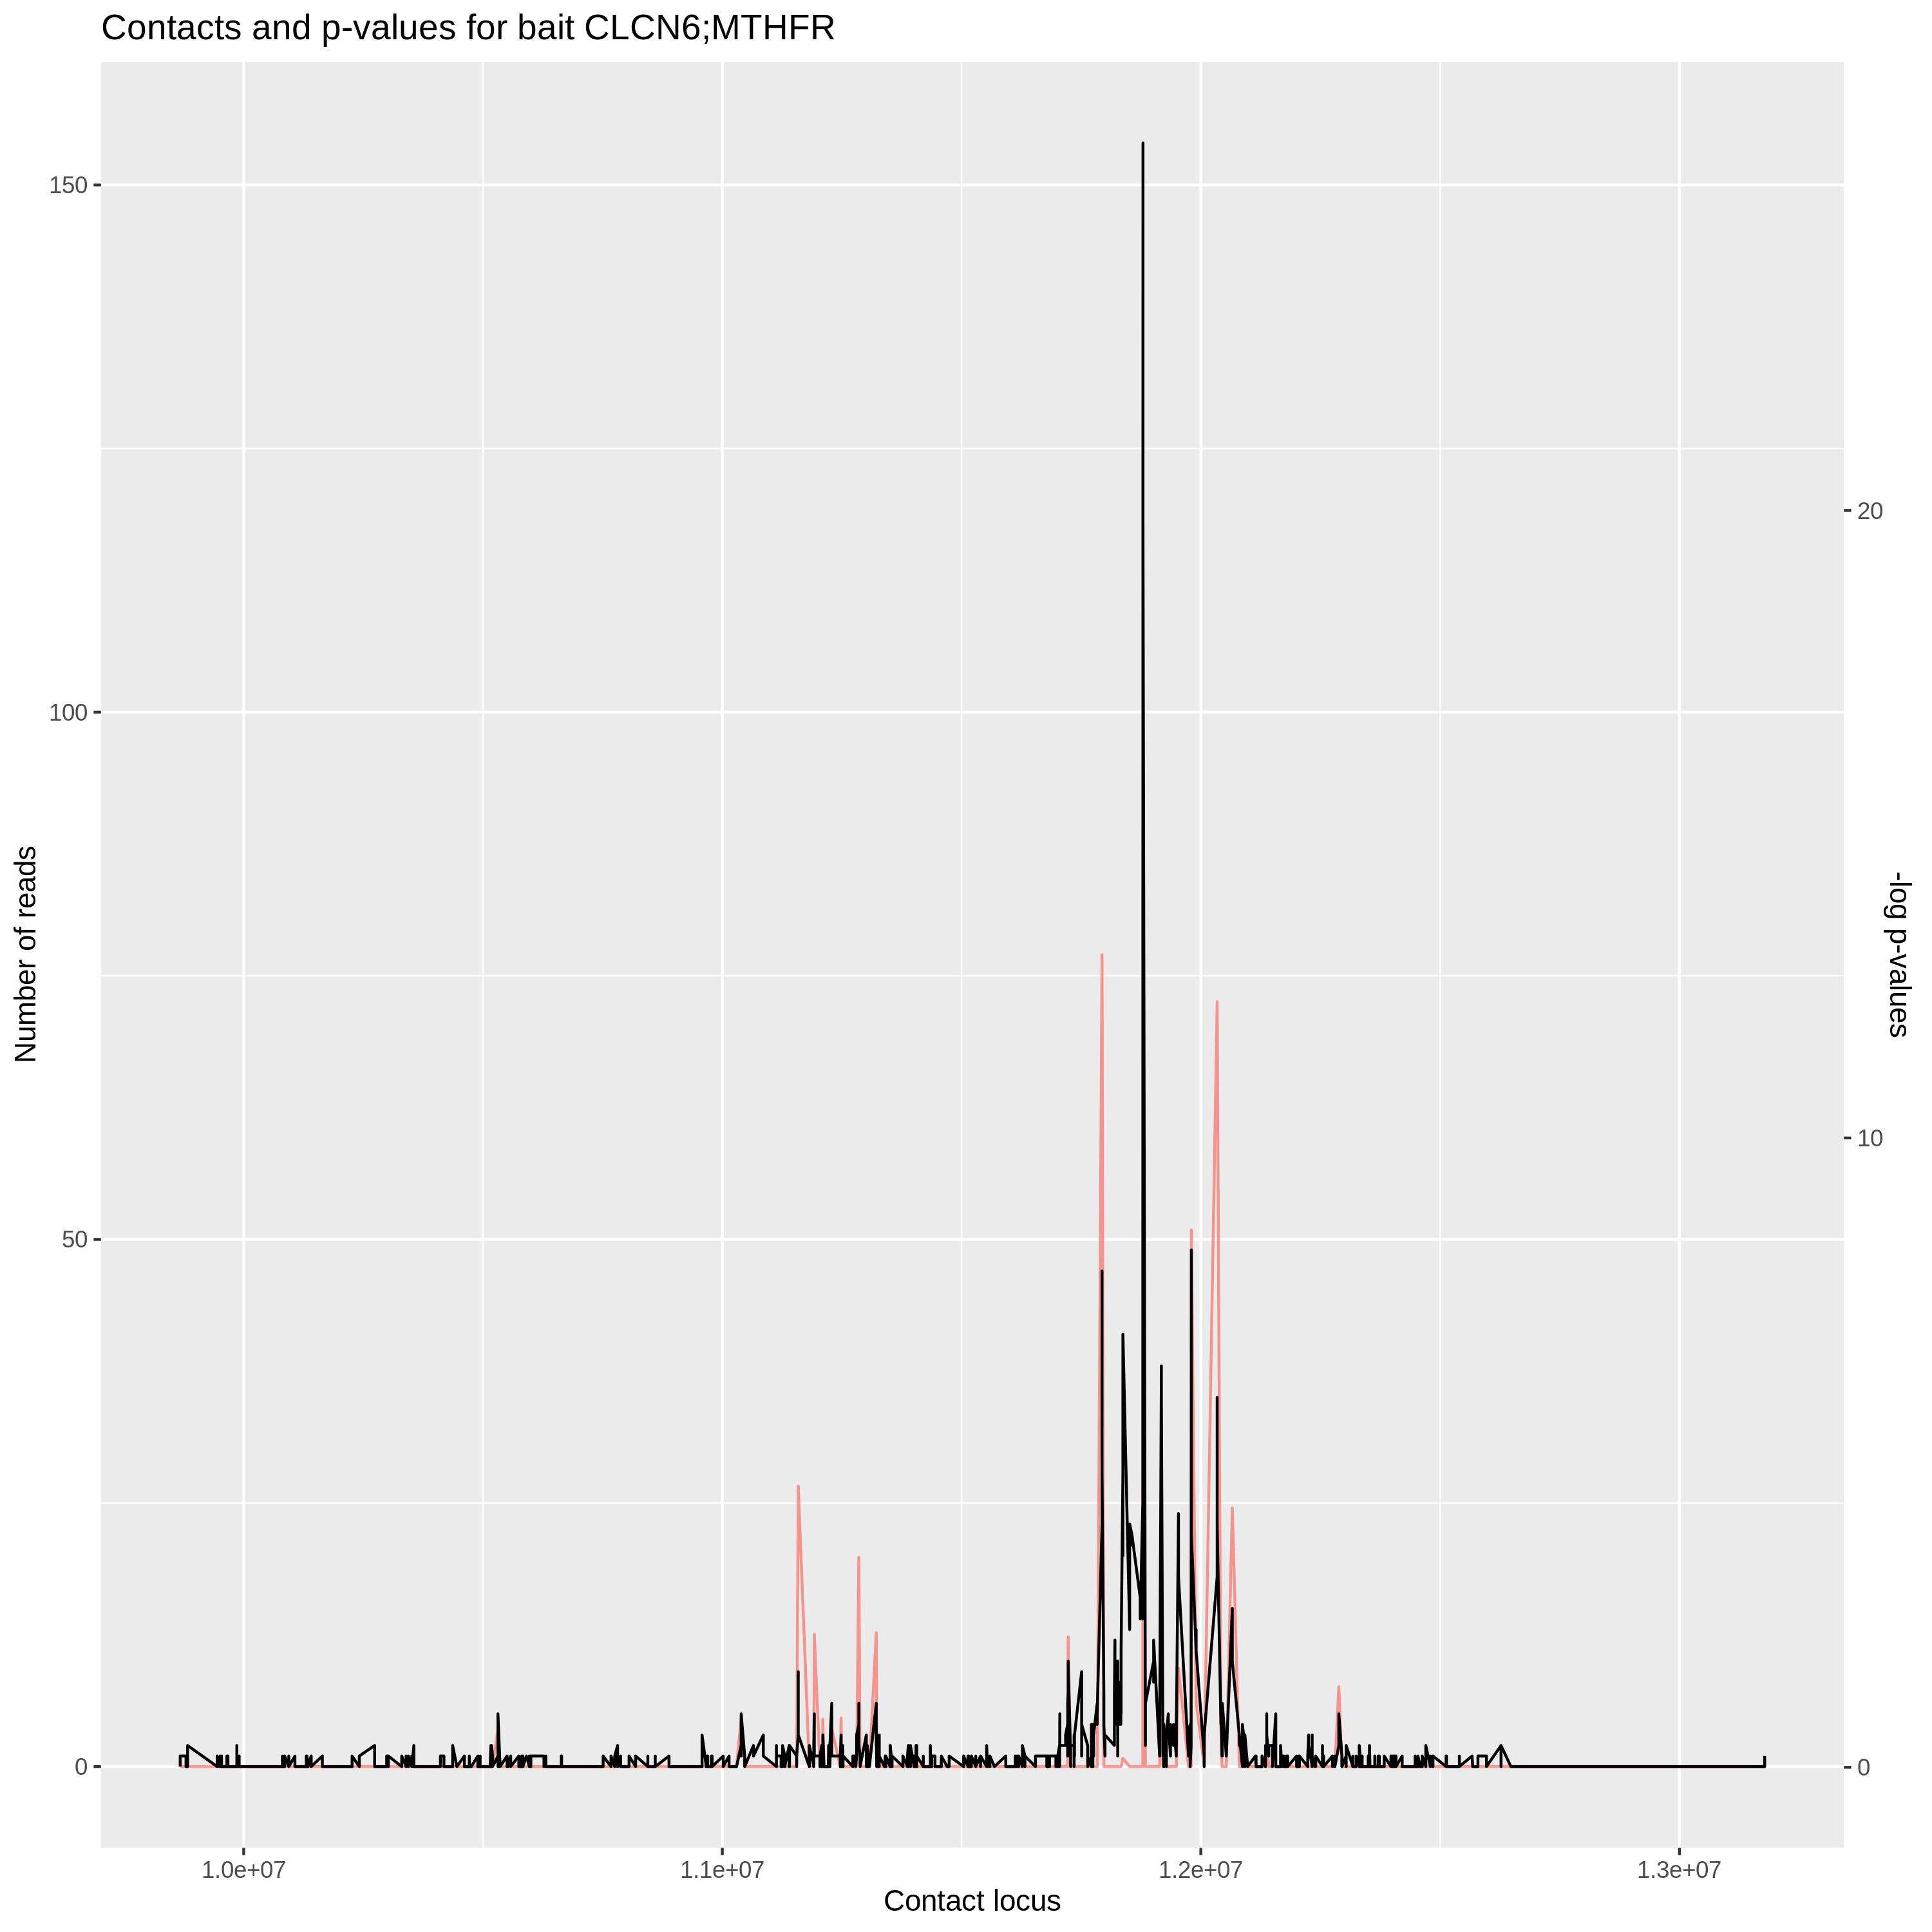 Contacts and p-values for bait CLCN6;MTHFR
150
100
50
0
Number of reads
20
10
0
-log p-values
1.0e+07
1.1e+07
1.2e+07
1.3e+07
Contact locus